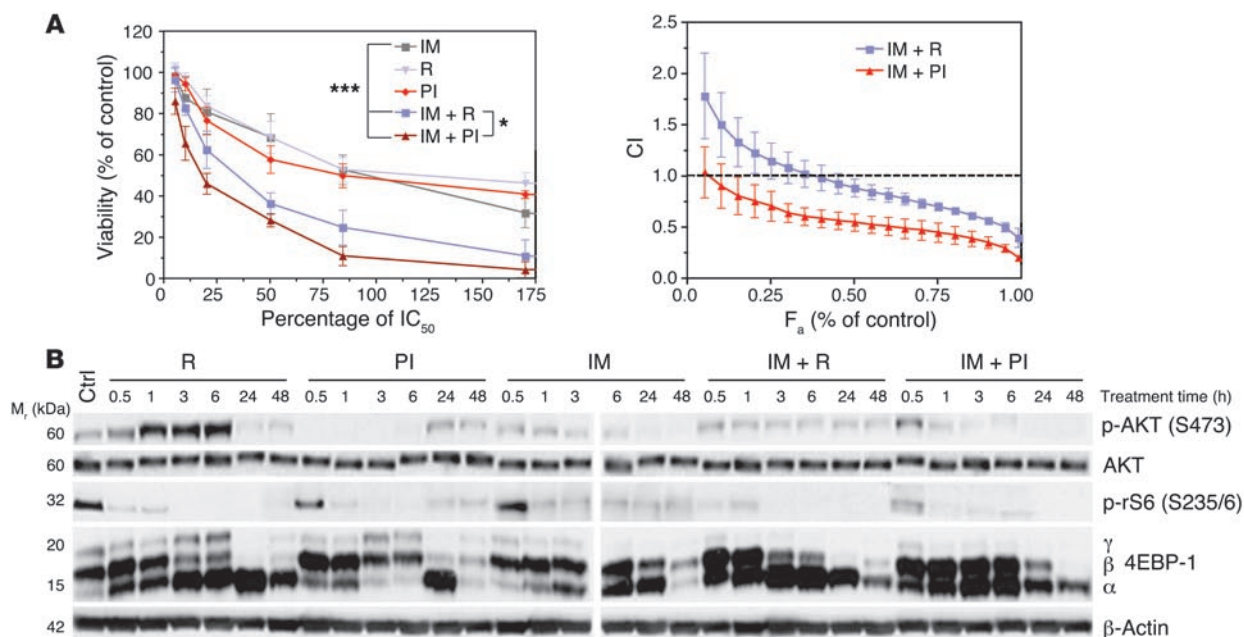 A
Viability (% of control)
120
100
80
60
40
20
0
0 25 50 75 100 125 150 175
Percentage of IC50
IM
R
PI
IM + R
IM + PI
***
*
CI
2.5
2.0
1.5
1.0
0.5
0
0.0 0.25 0.50 0.75 1.00
Fa (% of control)
IM + R
IM + PI
B
R PI IM IM + R IM + PI
Mr (kDa) Ctrl 0.5 1 3 6 24 48 0.5 1 3 6 24 48 0.5 1 3 6 24 48 0.5 1 3 6 24 48 0.5 1 3 6 24 48 Treatment time (h)
60 p-AKT (S473)
60 AKT
32 p-rS6 (S235/6)
20 γ
β 4EBP-1
15 α
42 β-Actin